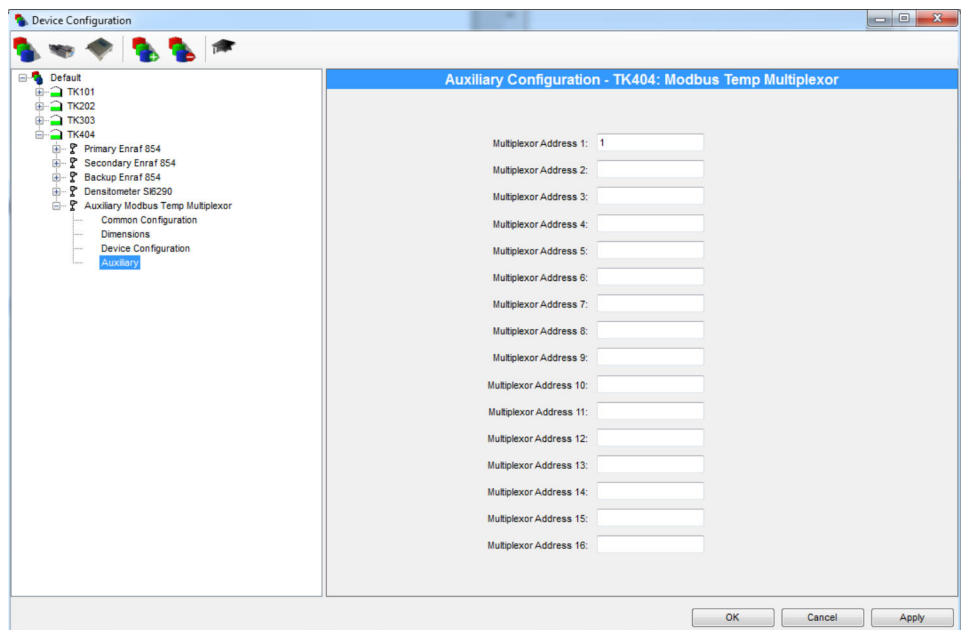 Device Configuration
Default
TK101
TK202
TK303
TK404
Primary Enraf 854
Secondary Enraf 854
Backup Enraf 854
Densitometer SI6290
Auxiliary Modbus Temp Multiplexor
Common Configuration
Dimensions
Device Configuration
Auxiliary
Auxiliary Configuration - TK404: Modbus Temp Multiplexor
Multiplexor Address 1: 1
Multiplexor Address 2:
Multiplexor Address 3:
Multiplexor Address 4:
Multiplexor Address 5:
Multiplexor Address 6:
Multiplexor Address 7:
Multiplexor Address 8:
Multiplexor Address 9:
Multiplexor Address 10:
Multiplexor Address 11:
Multiplexor Address 12:
Multiplexor Address 13:
Multiplexor Address 14:
Multiplexor Address 15:
Multiplexor Address 16:
OK Cancel Apply